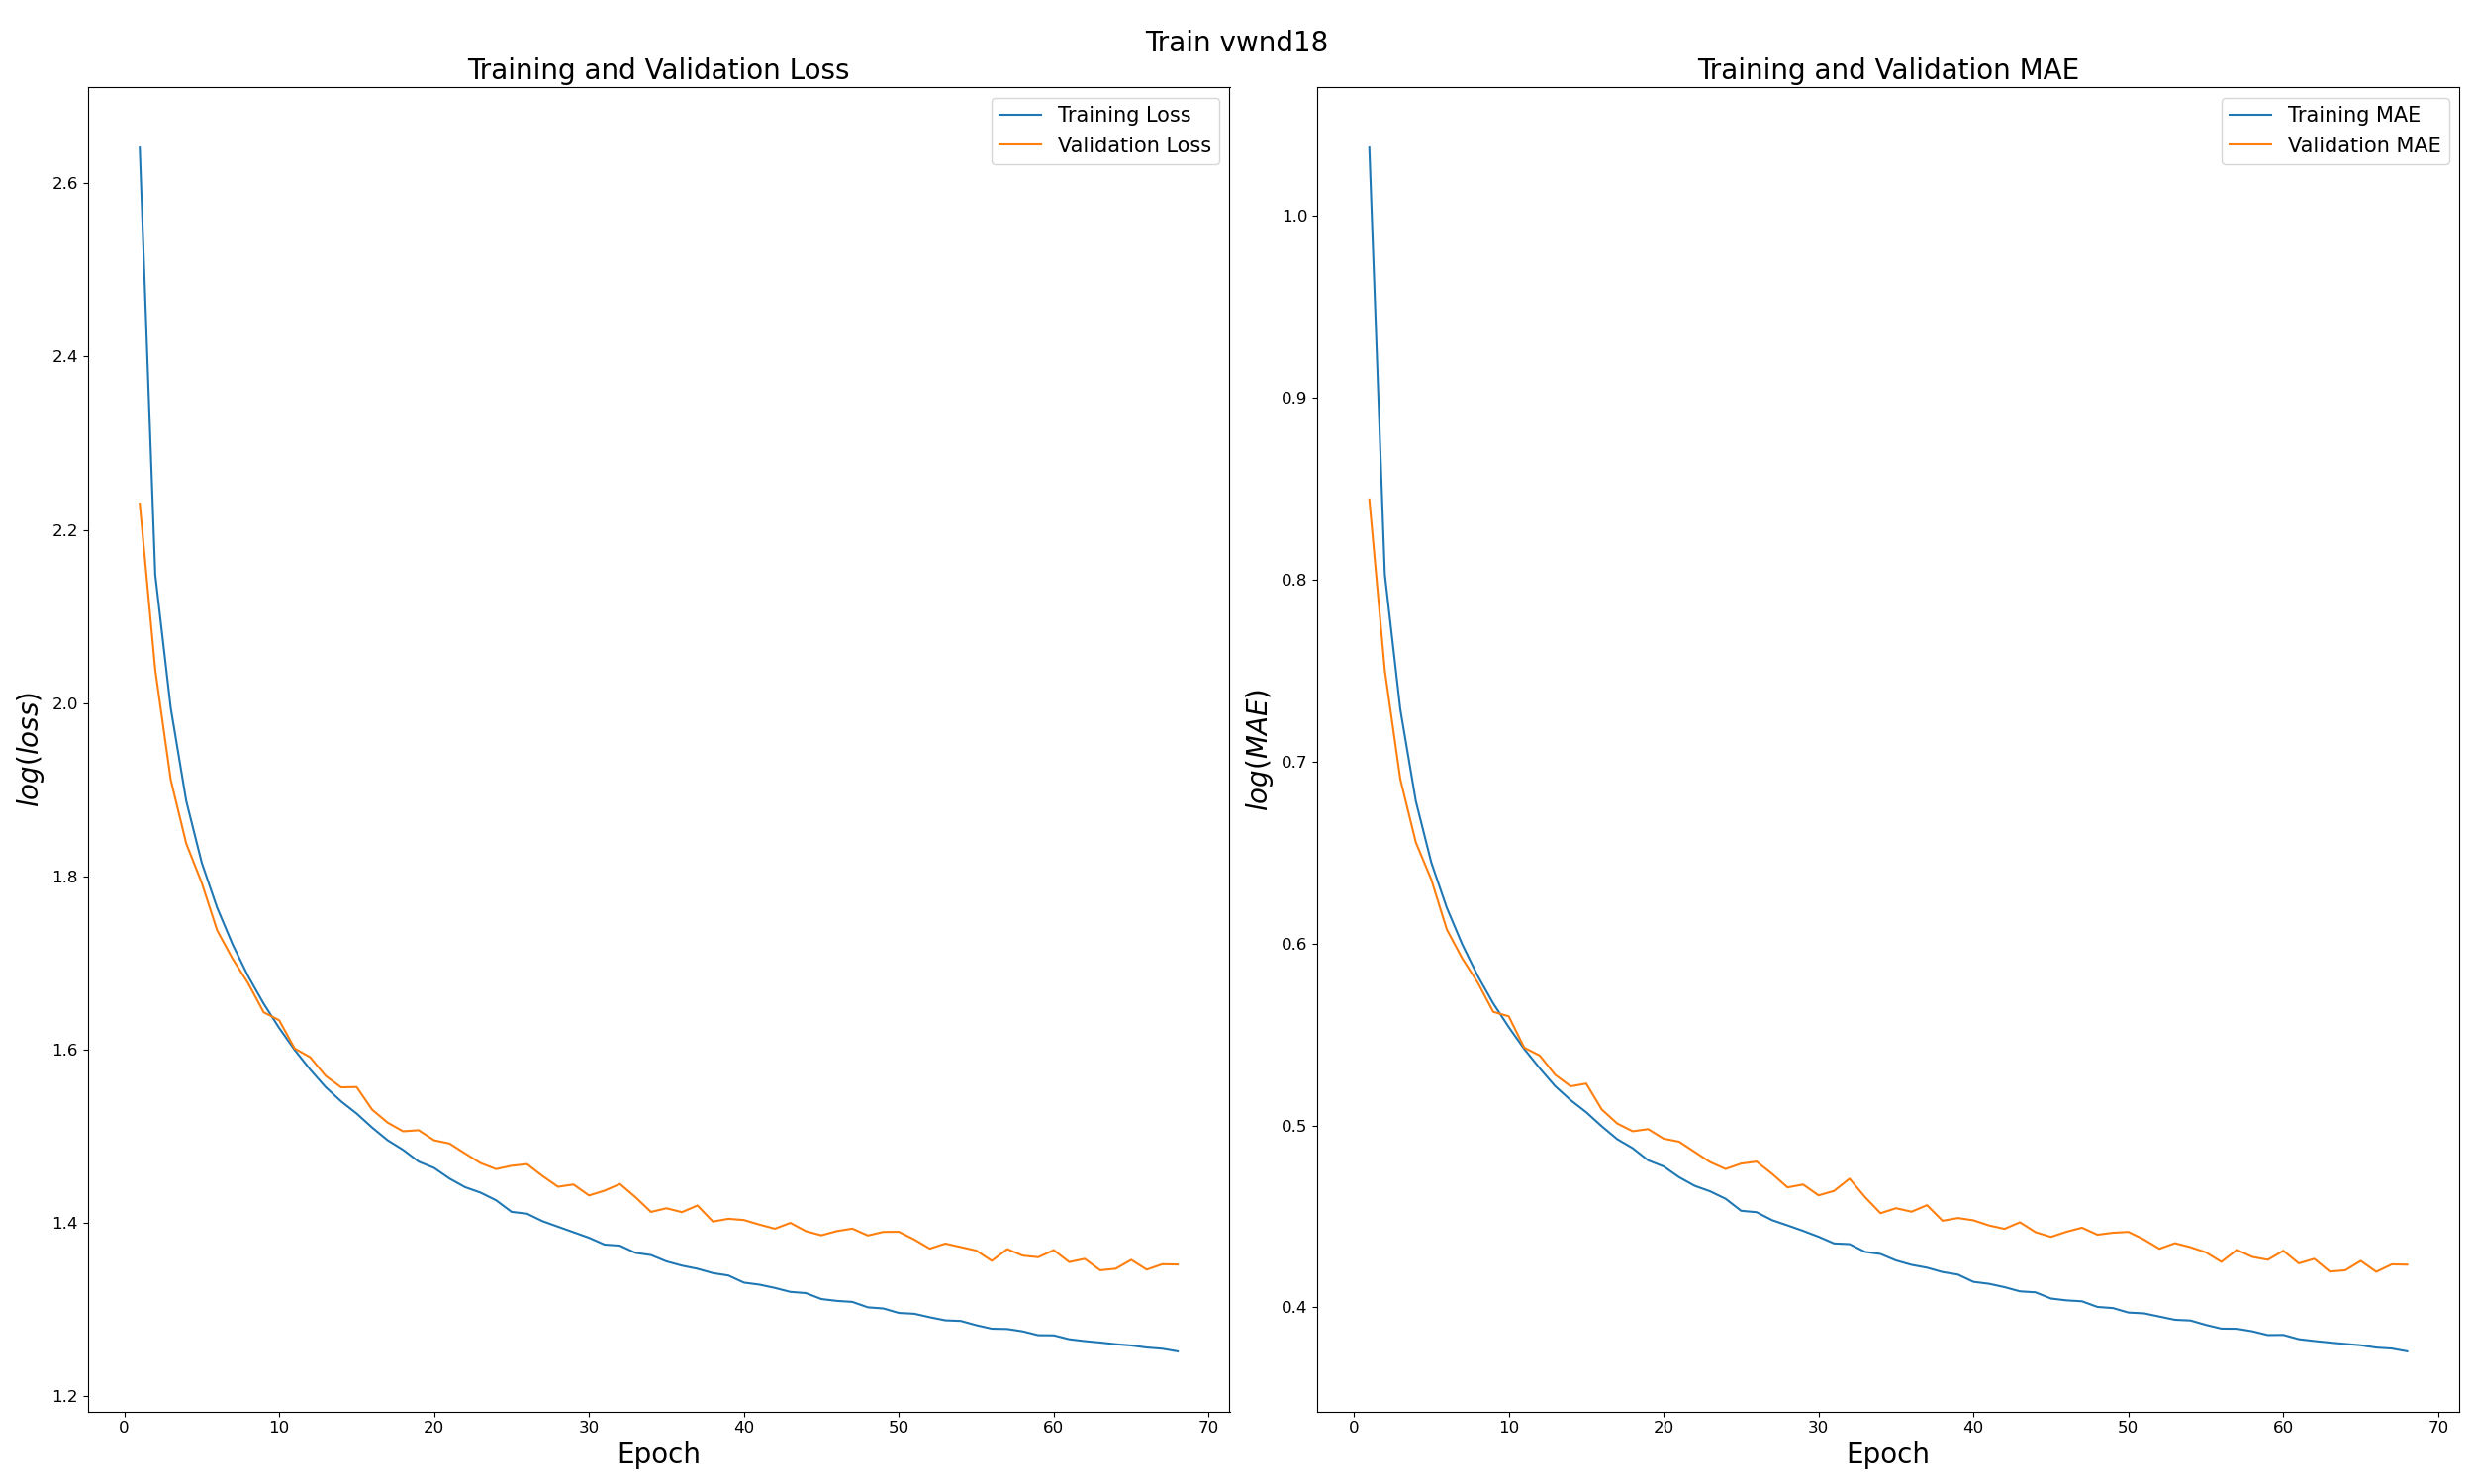 Train vwnd18
Training and Validation Loss
Training Loss
Validation Loss
2.6
2.4
2.2
2.0
1.8
1.6
1.4
1.2
log(loss)
0 10 20 30 40 50 60 70
Epoch
Training and Validation MAE
Training MAE
Validation MAE
1.0
0.9
0.8
0.7
0.6
0.5
0.4
log(MAE)
0 10 20 30 40 50 60 70
Epoch